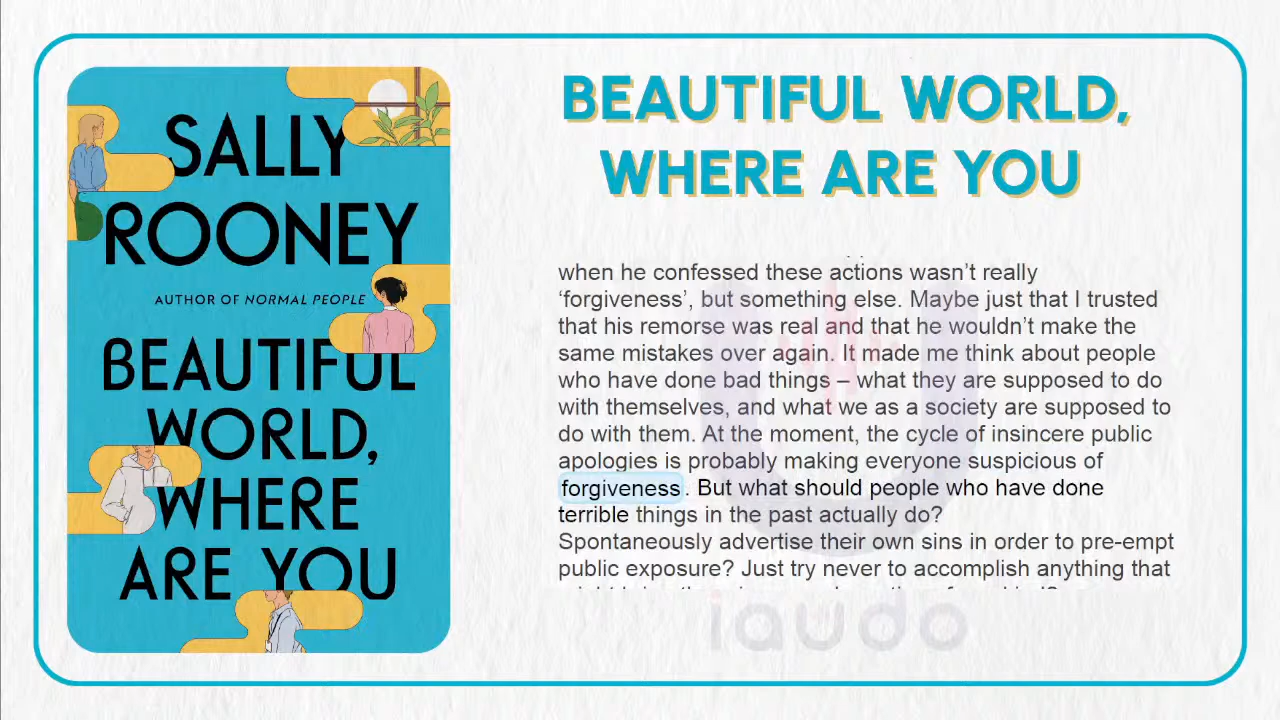 SALLY
ROONEY
AUTHOR OF NORMAL PEOPLE
BEAUTIFUL
WORLD,
WHERE
ARE YOU
BEAUTIFUL WORLD,
WHERE ARE YOU
when he confessed these actions wasn’t really
‘forgiveness’, but something else. Maybe just that I trusted
that his remorse was real and that he wouldn’t make the
same mistakes over again. It made me think about people
who have done bad things – what they are supposed to do
with themselves, and what we as a society are supposed to
do with them. At the moment, the cycle of insincere public
apologies is probably making everyone suspicious of
forgiveness. But what should people who have done
terrible things in the past actually do?
Spontaneously advertise their own sins in order to pre-empt
public exposure? Just try never to accomplish anything that
iaudo